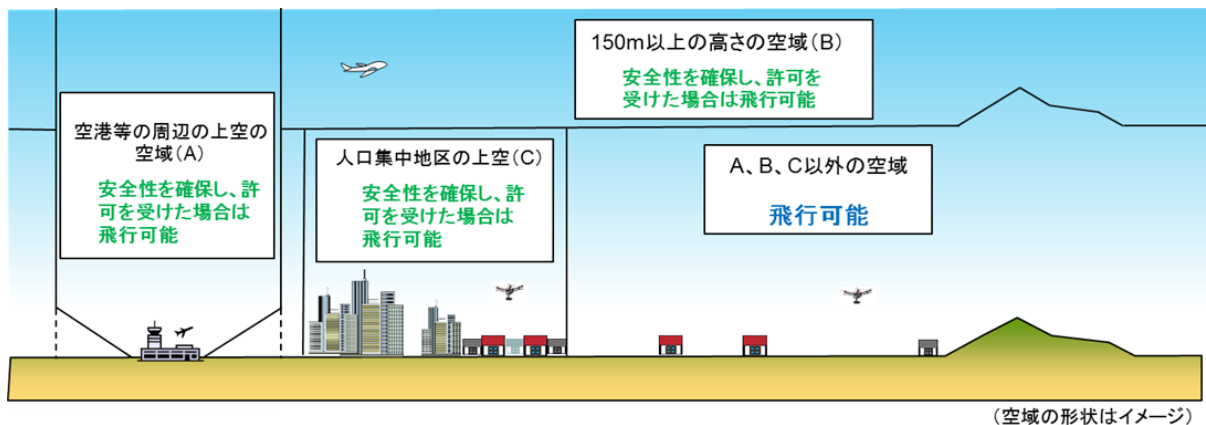 150m以上の高さの空域(B)
安全性を確保し、許可を
受けた場合は飛行可能
空港等の周辺の上空の
空域(A)
安全性を確保し、許
可を受けた場合は
飛行可能
人口集中地区の上空(C)
安全性を確保し、許
可を受けた場合は
飛行可能
A、B、C以外の空域
飛行可能
(空域の形状はイメージ)